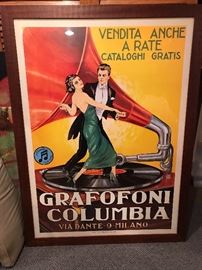 VENDITA ANCHE
A RATE
CATALOGHI GRATIS
GRAFOFONI
COLUMBIA
VIA DANTE 9 MILANO